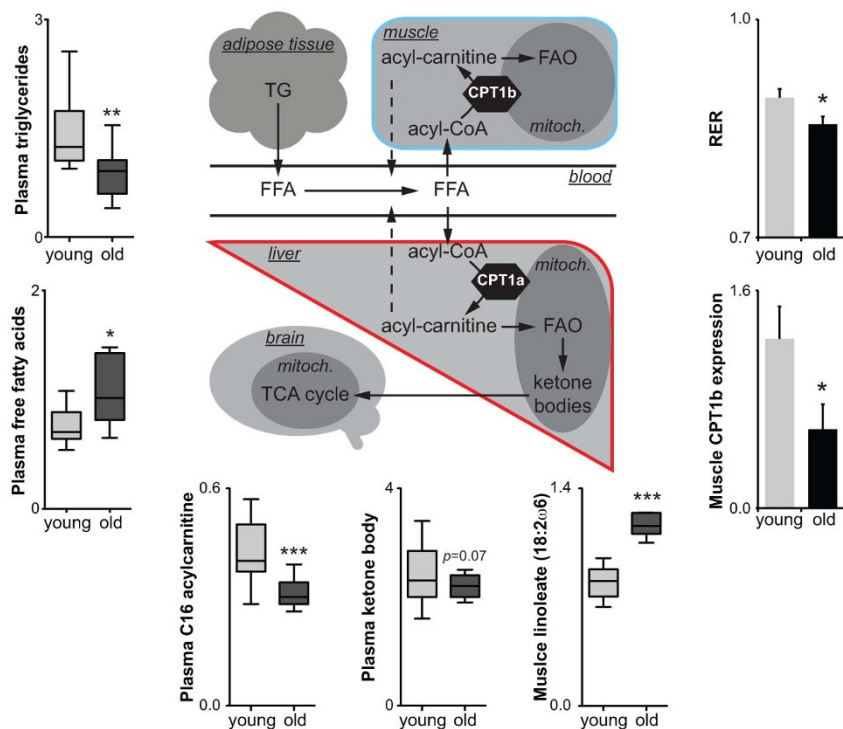 Plasma triglycerides
3
0
**
young old
adipose tissue
TG
muscle
acyl-carnitine
FAO
CPT1b
acyl-CoA
mitoch.
blood
FFA
FFA
liver
acyl-CoA
mitoch.
CPT1a
acyl-carnitine
FAO
ketone
bodies
brain
mitoch.
TCA cycle
RER
1.0
0.7
*
young old
Plasma free fatty acids
2
0
*
young old
Muscle CPT1b expression
1.6
0.0
*
young old
Plasma C16 acylcarnitine
0.6
0.0
***
young old
Plasma ketone body
4
0
p=0.07
young old
Muslce linoleate (18:2ω6)
1.4
0.0
***
young old